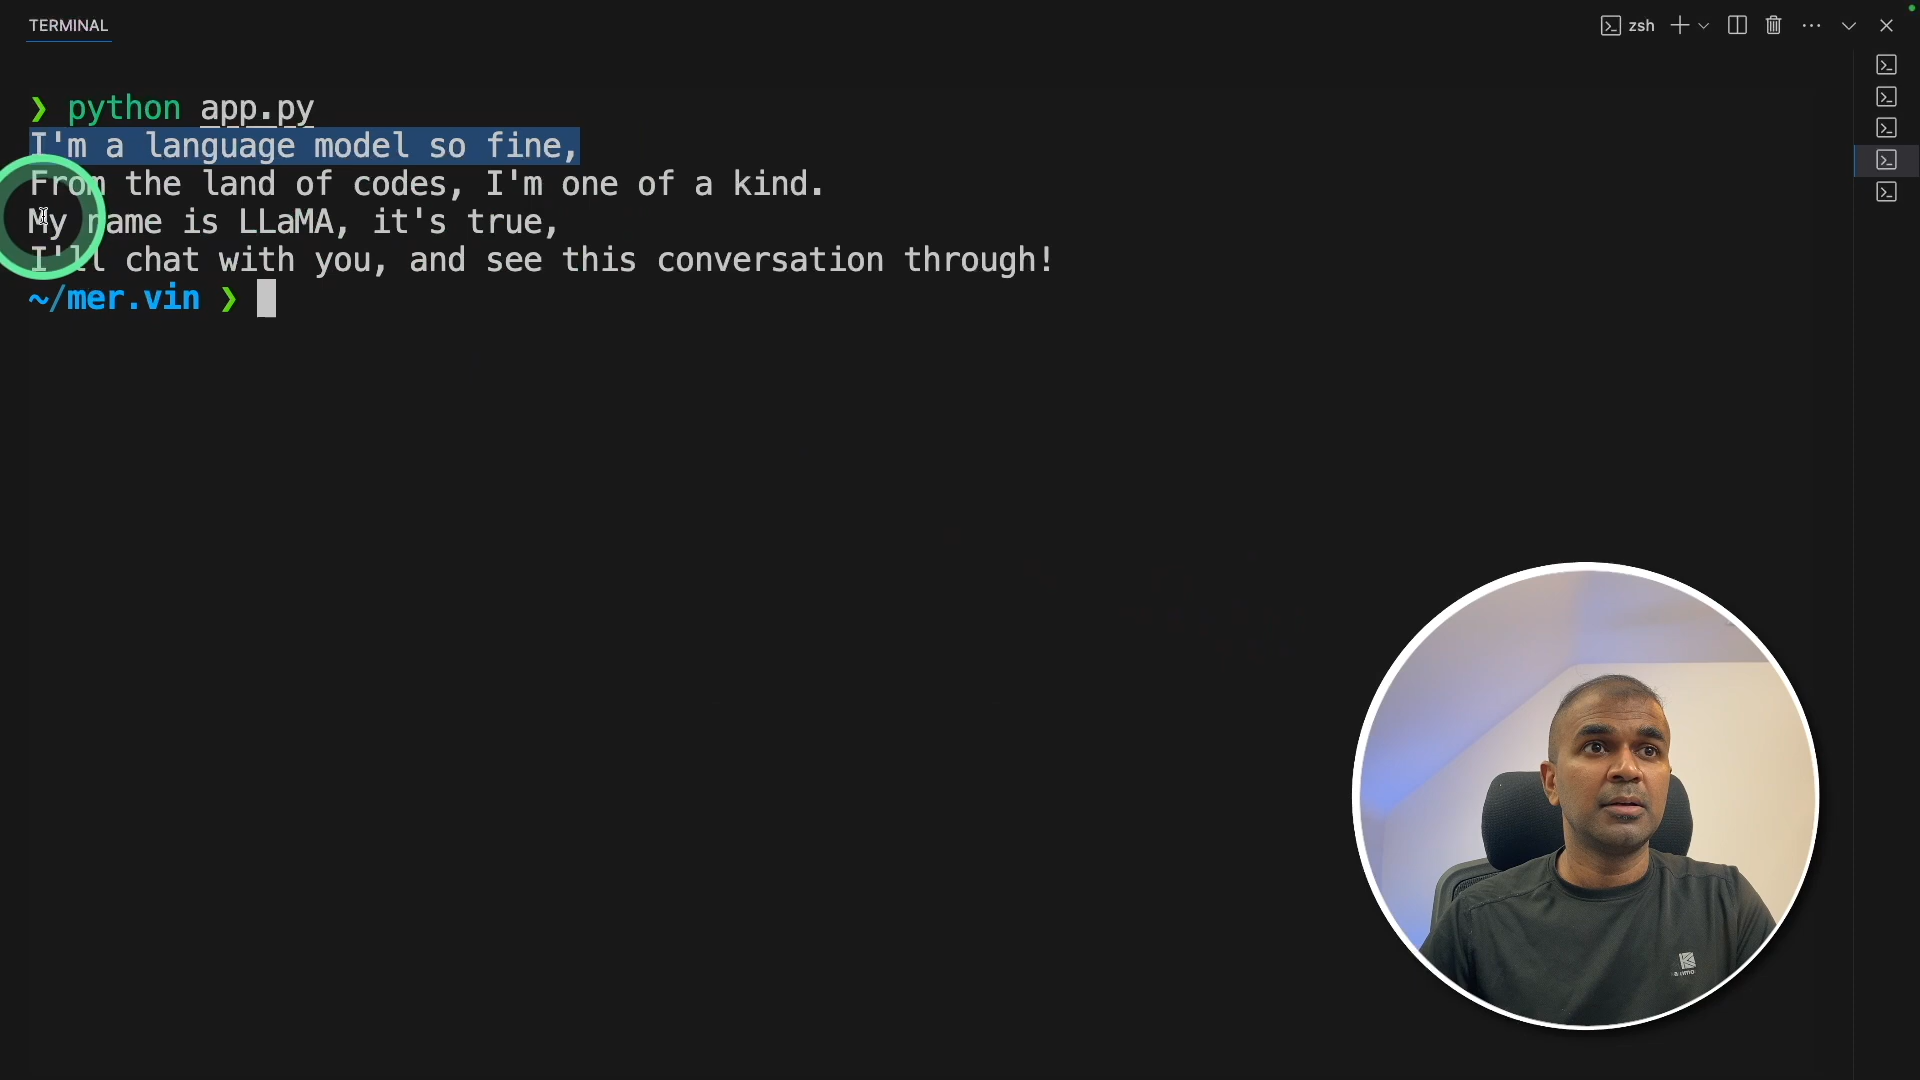 TERMINAL
zsh
❯ python app.py
I'm a language model so fine,
From the land of codes, I'm one of a kind.
My name is LLaMA, it's true,
I'll chat with you, and see this conversation through!
~/mer.vin ❯